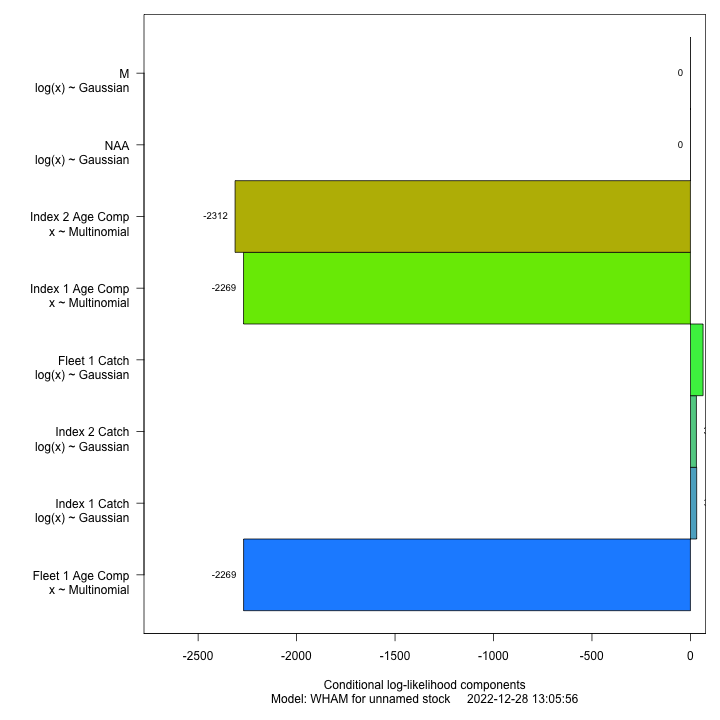 M
log(x) ~ Gaussian
0
NAA
log(x) ~ Gaussian
0
Index 2 Age Comp
x ~ Multinomial
-2312
Index 1 Age Comp
x ~ Multinomial
-2269
Fleet 1 Catch
log(x) ~ Gaussian
Index 2 Catch
log(x) ~ Gaussian
Index 1 Catch
log(x) ~ Gaussian
Fleet 1 Age Comp
x ~ Multinomial
-2269
-2500 -2000 -1500 -1000 -500 0
Conditional log-likelihood components
Model: WHAM for unnamed stock 2022-12-28 13:05:56